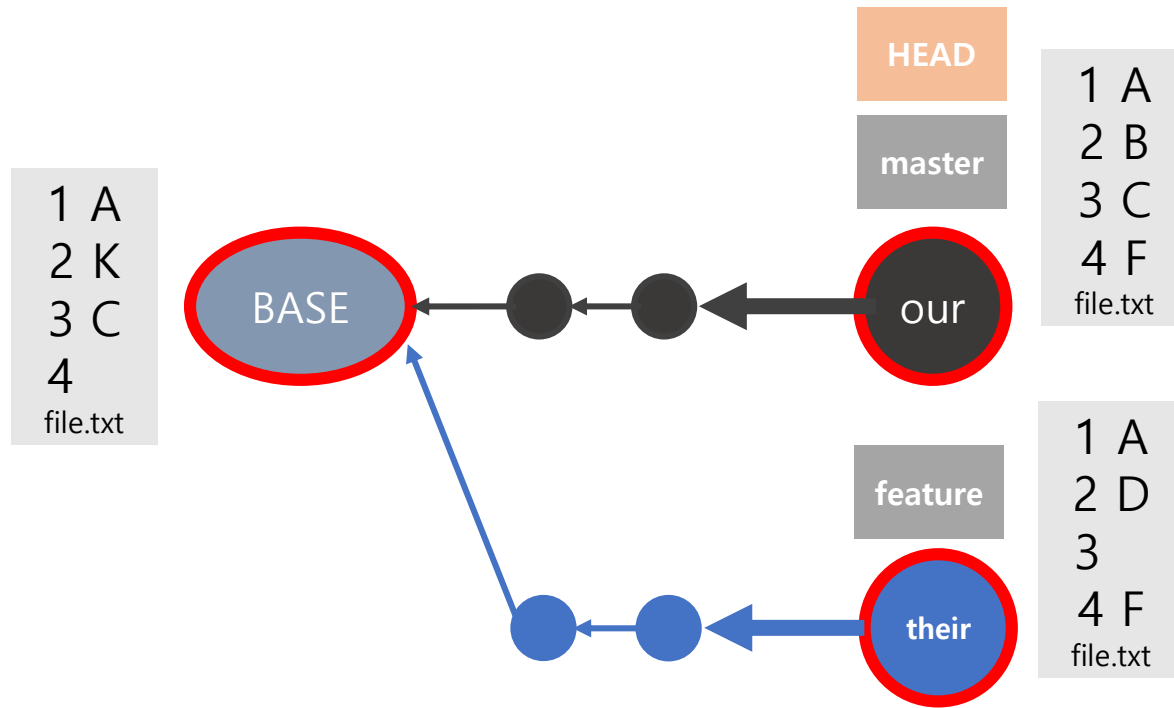 HEAD
master
1 A
2 B
3 C
4 F
file.txt
1 A
2 K
3 C
4
file.txt
BASE
our
feature
1 A
2 D
3
4 F
file.txt
their